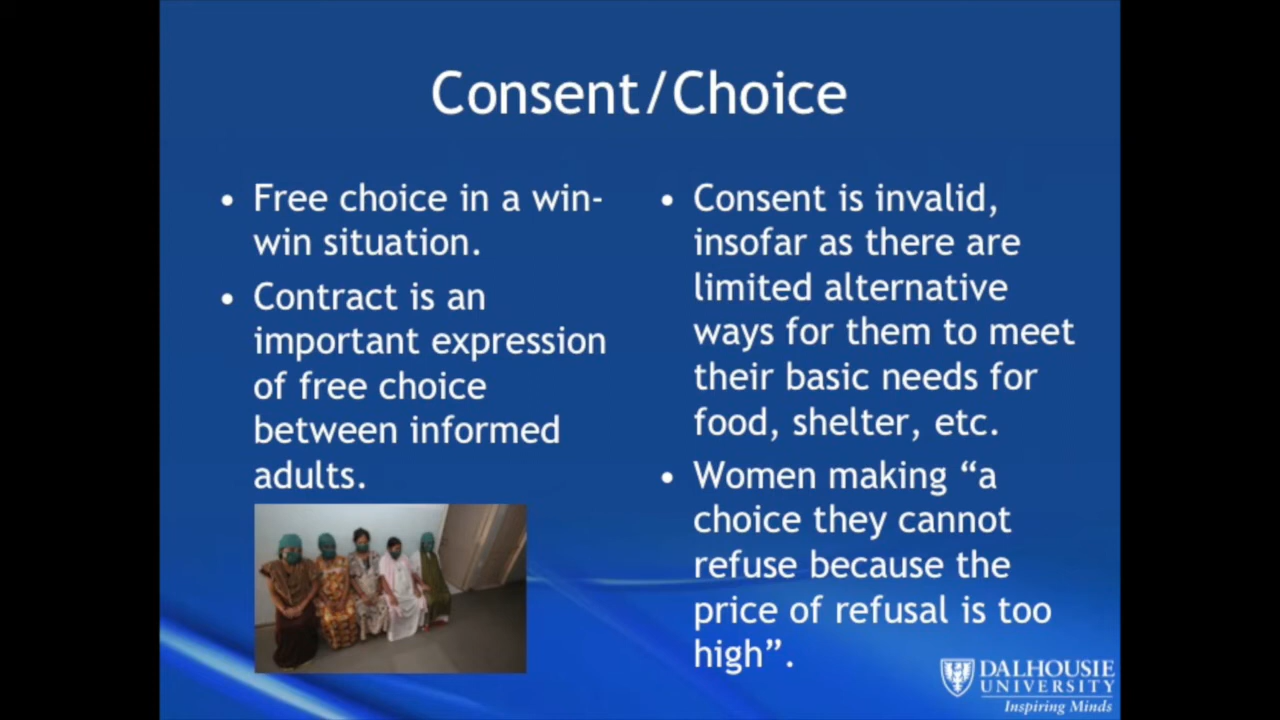 Consent/Choice
• Free choice in a win-
win situation.
• Contract is an
important expression
of free choice
between informed
adults.
• Consent is invalid,
insofar as there are
limited alternative
ways for them to meet
their basic needs for
food, shelter, etc.
• Women making “a
choice they cannot
refuse because the
price of refusal is too
high”.
DALHOUSIE
UNIVERSITY
Inspiring Minds